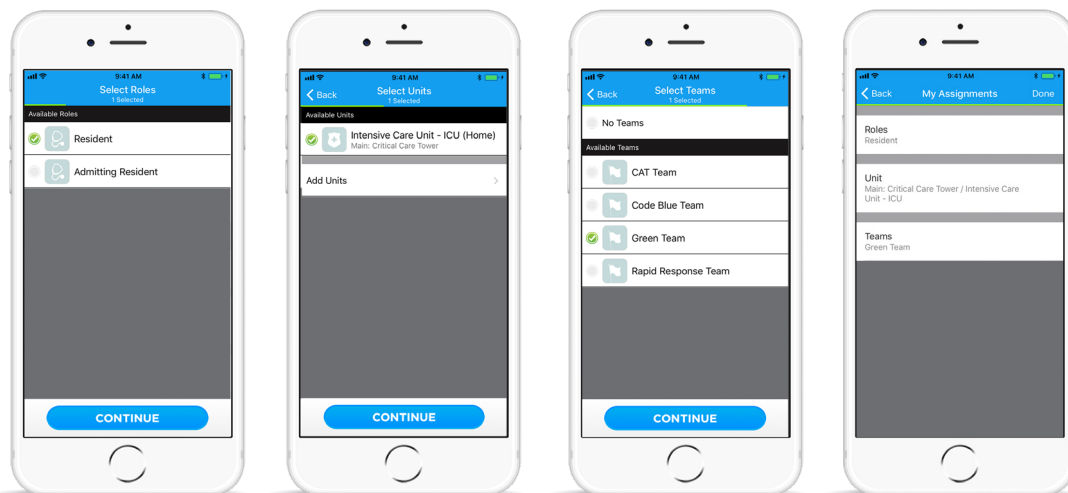 9:41 AM
Select Roles
1 Selected
Available Roles
Resident
Admitting Resident
CONTINUE
9:41 AM
Back
Select Units
1 Selected
Available Units
Intensive Care Unit - ICU (Home)
Main: Critical Care Tower
Add Units
CONTINUE
9:41 AM
Back
Select Teams
1 Selected
No Teams
Available Teams
CAT Team
Code Blue Team
Green Team
Rapid Response Team
CONTINUE
9:41 AM
Back
My Assignments
Done
Roles
Resident
Unit
Main: Critical Care Tower / Intensive Care
Unit - ICU
Teams
Green Team